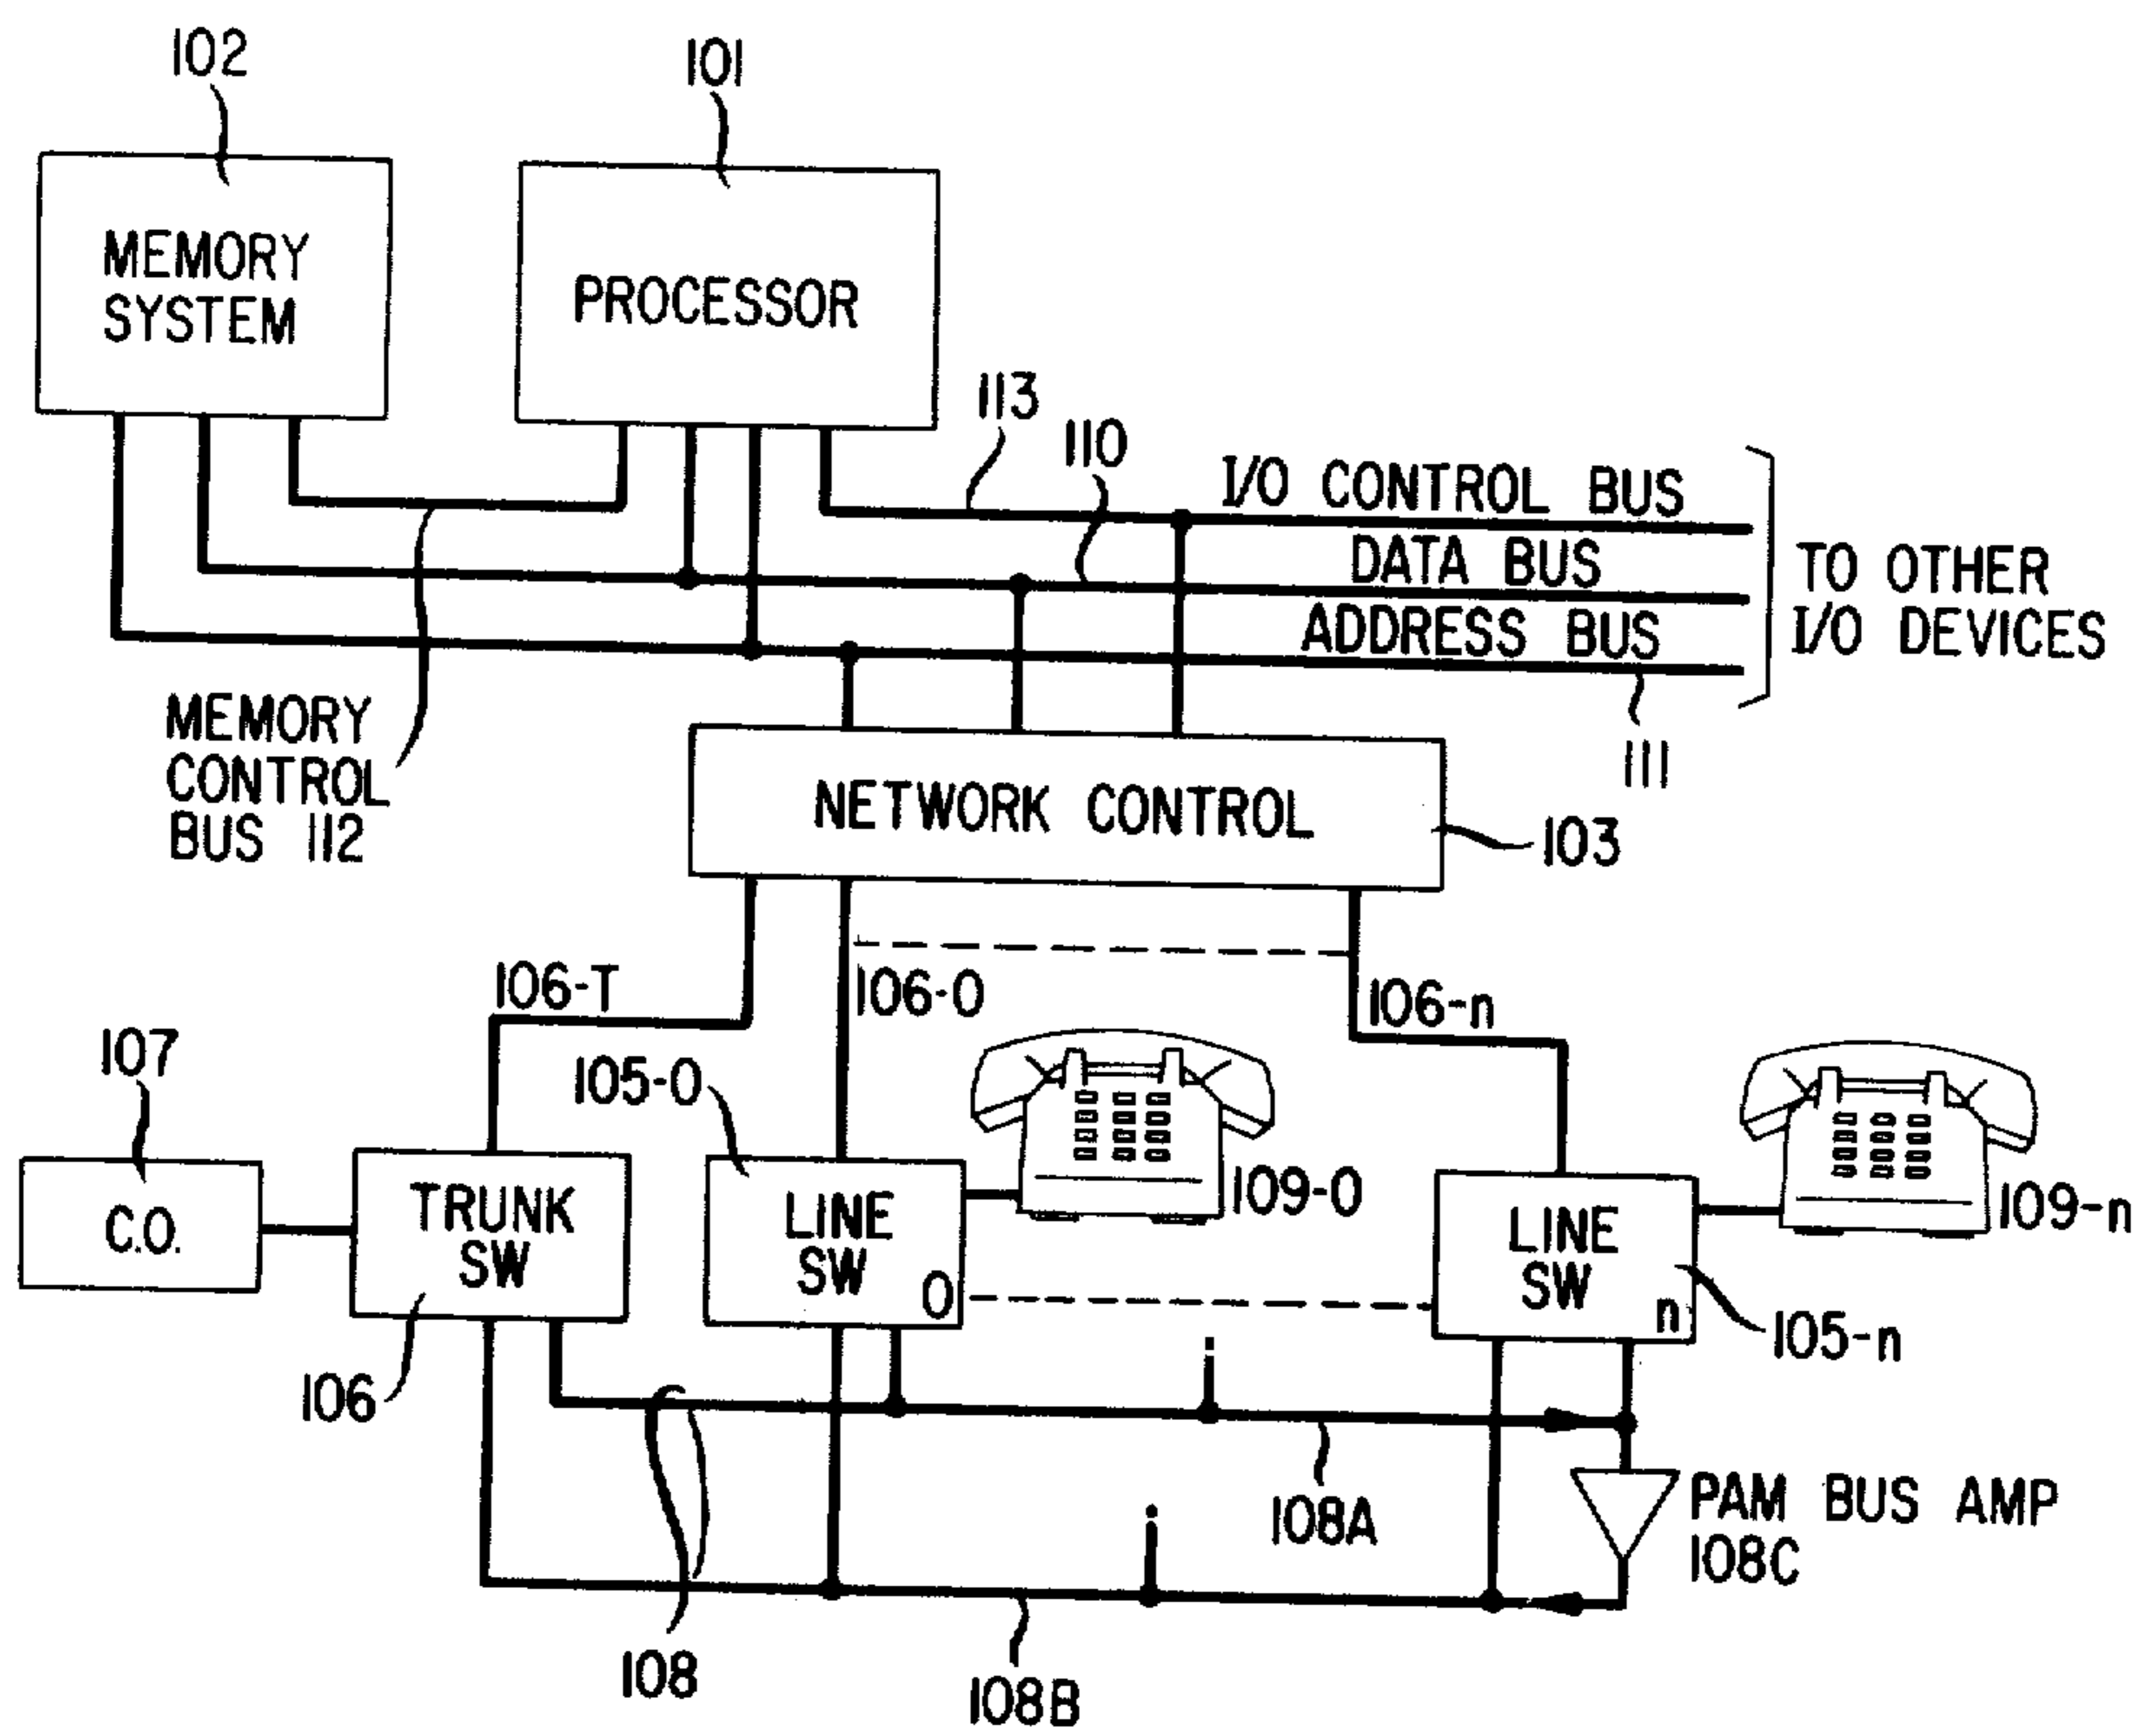 102
101
MEMORY
SYSTEM
PROCESSOR
113
110
I/O CONTROL BUS
DATA BUS
ADDRESS BUS
TO OTHER
I/O DEVICES
111
MEMORY
CONTROL
BUS 112
NETWORK CONTROL
103
106-T
106-0
106-n
107
105-0
C.O.
TRUNK
SW
LINE
SW
0
109-0
LINE
SW
n
109-n
105-n
106
i
108A
PAM BUS AMP
108C
i
108
108B